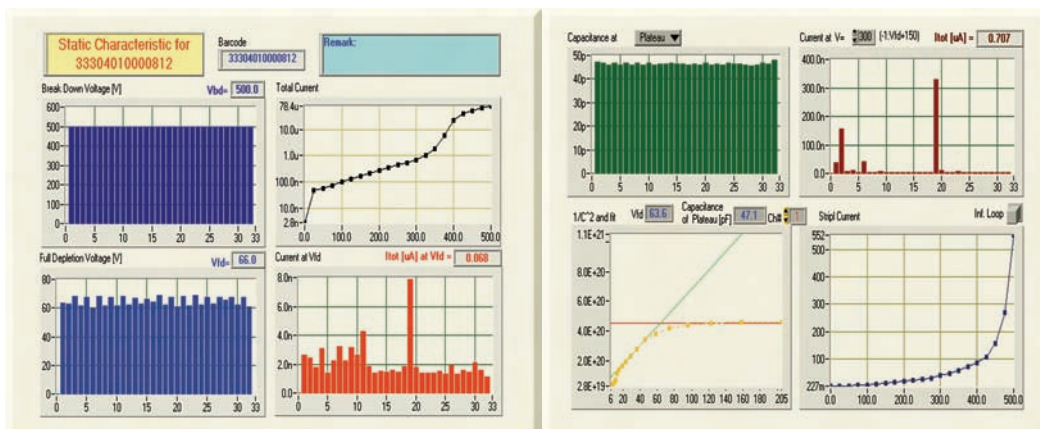 Static Characteristic for
33304010000812
Barcode
33304010000812
Remark:
Break Down Voltage [V]
Vbd= 500.0
600
500
400
300
200
100
0
0 5 10 15 20 25 30 33
Total Current
78.4u
10.0u
1.0u
100.0n
10.0n
2.8n
0.0 100.0 200.0 300.0 400.0 500.0
Full Depletion Voltage [V]
Vfd= 66.0
80
60
40
20
0
0 5 10 15 20 25 30 33
Current at Vfd
Itot [uA] at Vfd = 0.068
8.0n
6.0n
4.0n
2.0n
0.0
0 5 10 15 20 25 30 33
Capacitance at Plateau
50p
40p
30p
20p
10p
0
0 5 10 15 20 25 30 33
Current at V= 300 (-1:Vfd+150) Itot [uA] = 0.707
400.0n
300.0n
200.0n
100.0n
0.0
0 5 10 15 20 25 30 33
1/C^2 and fit
Vfd 63.6
Capacitance
of Plateau [pF] 47.1
Ch# 1
1.1E+21
8.0E+20
6.0E+20
4.0E+20
2.0E+20
2.8E+19
6 20 40 60 80 100 120 140 160 180 205
StripI Current
Inf. Loop
552
500
400
300
200
100
227n
0.0 100.0 200.0 300.0 400.0 500.0